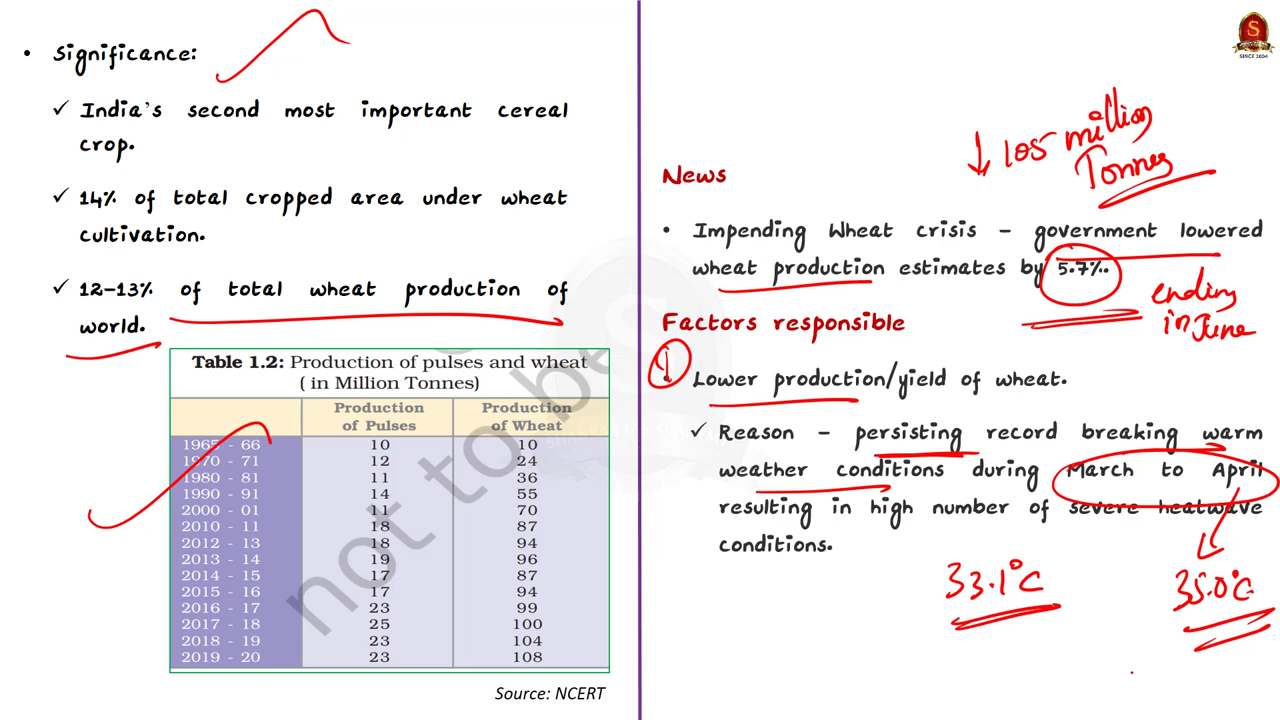 • Significance:
✓ India's second most important cereal
crop.
✓ 14% of total cropped area under wheat
cultivation.
✓ 12-13% of total wheat production of
world.
Table 1.2: Production of pulses and wheat
( in Million Tonnes)
Production of Pulses Production of Wheat
1965 - 66 10 10
1970 - 71 12 24
1980 - 81 11 36
1990 - 91 14 55
2000 - 01 11 70
2010 - 11 18 87
2012 - 13 18 94
2013 - 14 19 96
2014 - 15 17 87
2015 - 16 17 94
2016 - 17 23 99
2017 - 18 25 100
2018 - 19 23 104
2019 - 20 23 108
not to be
Source: NCERT
S
SINCE 2004
↓ 105 million
Tonnes
News
• Impending Wheat crisis – government lowered
wheat production estimates by 5.7%.
ending
in June
Factors responsible
Lower production/yield of wheat.
✓ Reason – persisting record breaking warm
weather conditions during March to April
resulting in high number of severe heatwave
conditions.
33.1°C
35.0°C